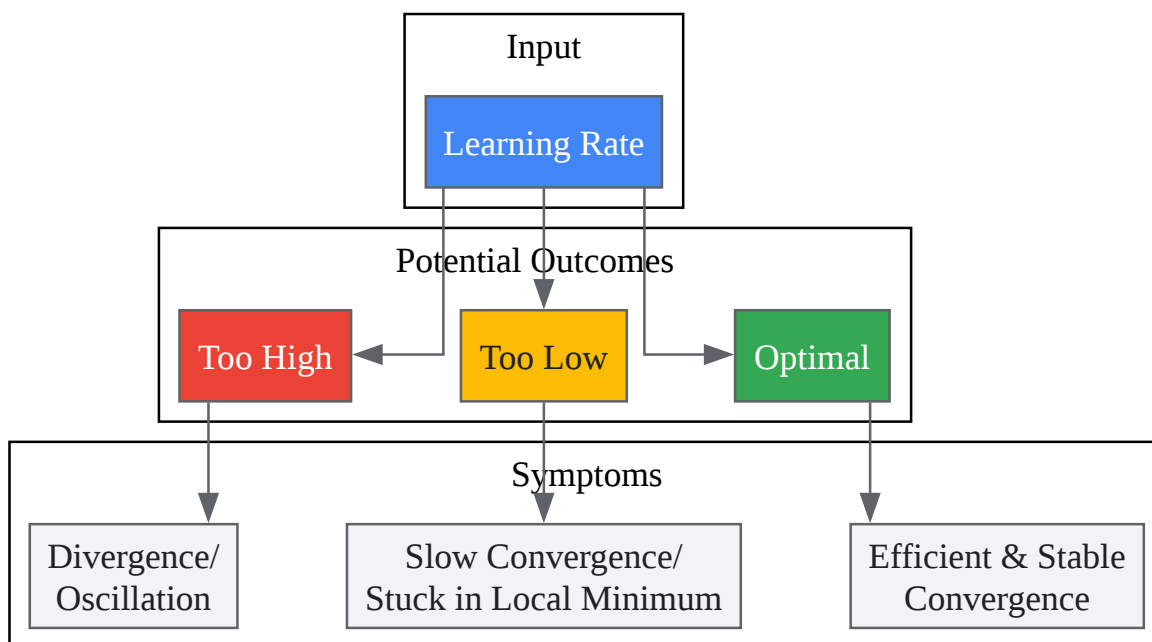 Input
Learning Rate
Potential Outcomes
Too High
Too Low
Optimal
Symptoms
Divergence/
Oscillation
Slow Convergence/
Stuck in Local Minimum
Efficient & Stable
Convergence